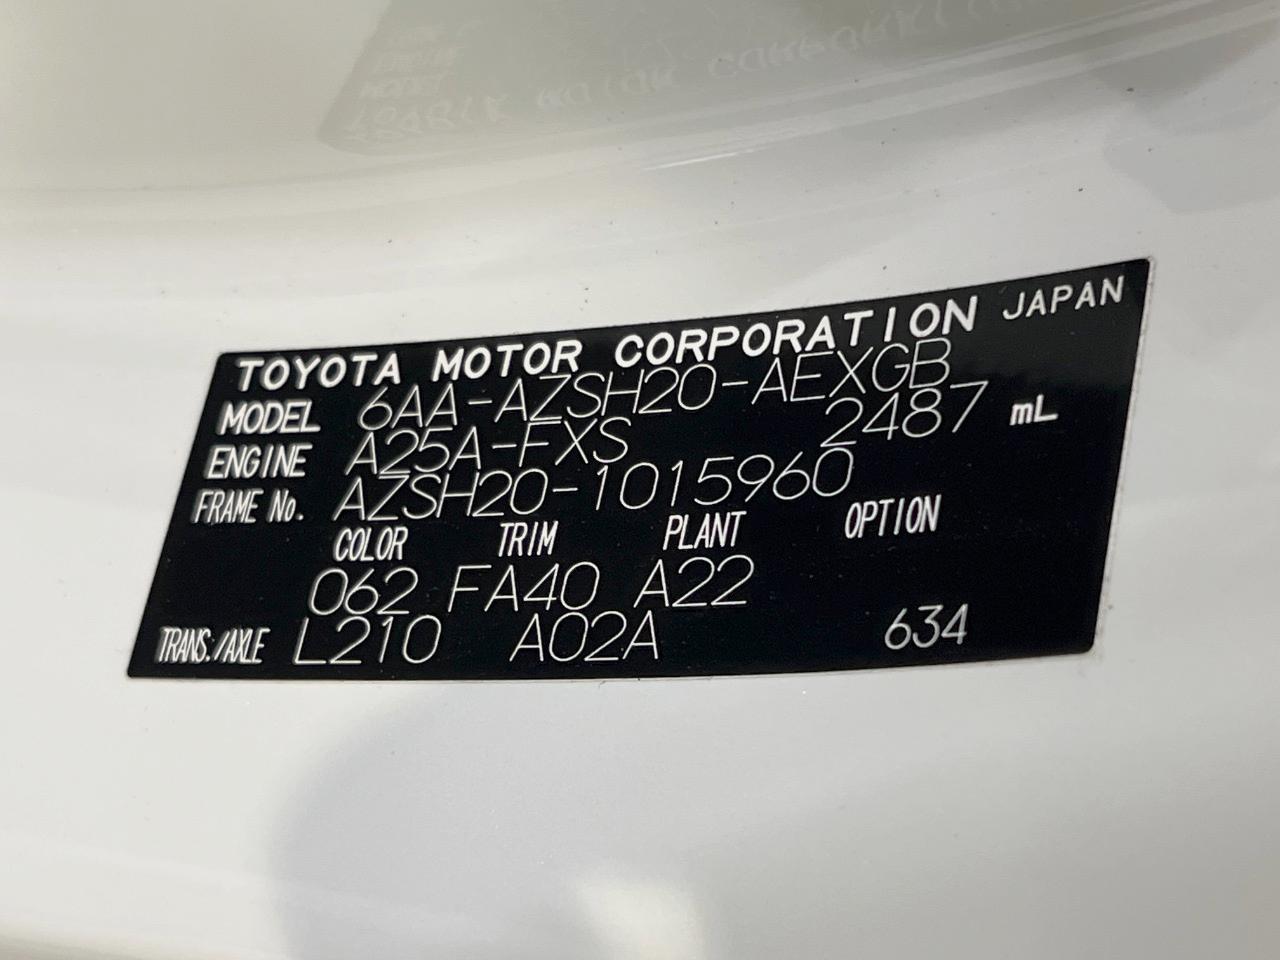 TOYOTA MOTOR CORPORATION JAPAN
MODEL 6AA-AZSH20-AEXGB
ENGINE A25A-FXS 2487 mL
FRAME No. AZSH20-1015960
COLOR TRIM PLANT OPTION
062 FA40 A22
TRANS./AXLE L210 A02A 634